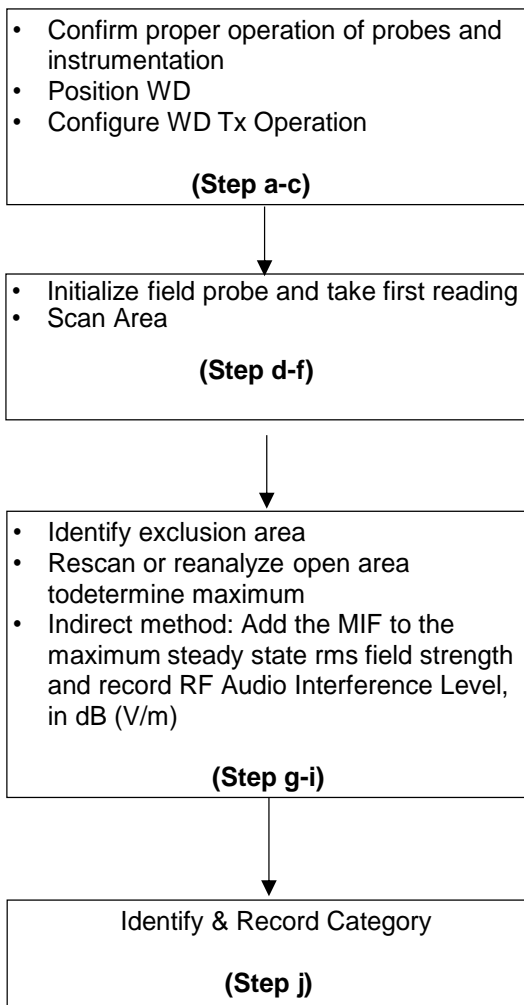 • Confirm proper operation of probes and
instrumentation
• Position WD
• Configure WD Tx Operation
(Step a-c)
• Initialize field probe and take first reading
• Scan Area
(Step d-f)
• Identify exclusion area
• Rescan or reanalyze open area
todetermine maximum
• Indirect method: Add the MIF to the
maximum steady state rms field strength
and record RF Audio Interference Level,
in dB (V/m)
(Step g-i)
Identify & Record Category
(Step j)